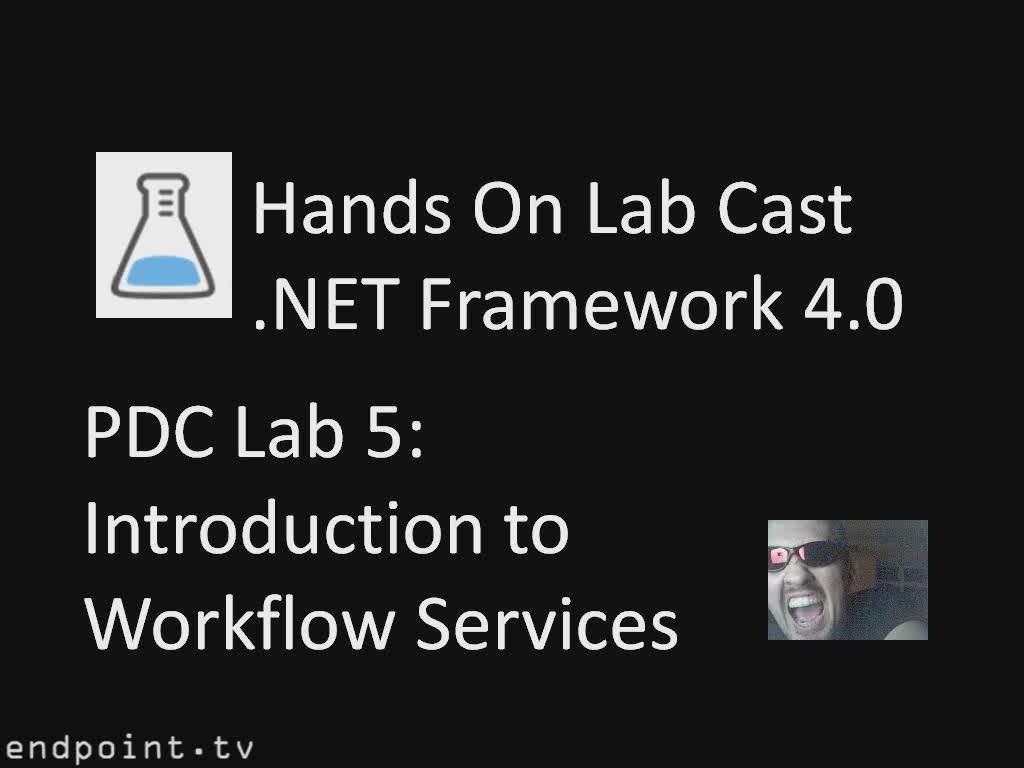 Hands On Lab Cast
.NET Framework 4.0
PDC Lab 5:
Introduction to
Workflow Services
endpoint.tv